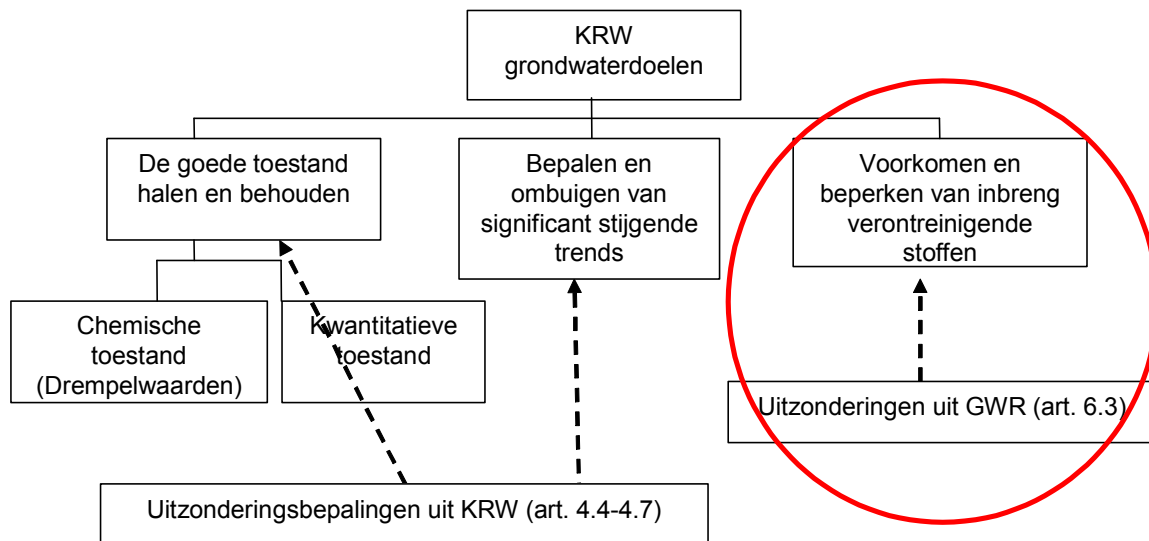 KRW
grondwaterdoelen
De goede toestand
halen en behouden
Bepalen en
ombuigen van
significant stijgende
trends
Voorkomen en
beperken van inbreng
verontreinigende
stoffen
Chemische
toestand
(Drempelwaarden)
Kwantitatieve
toestand
Uitzonderingen uit GWR (art. 6.3)
Uitzonderingsbepalingen uit KRW (art. 4.4-4.7)